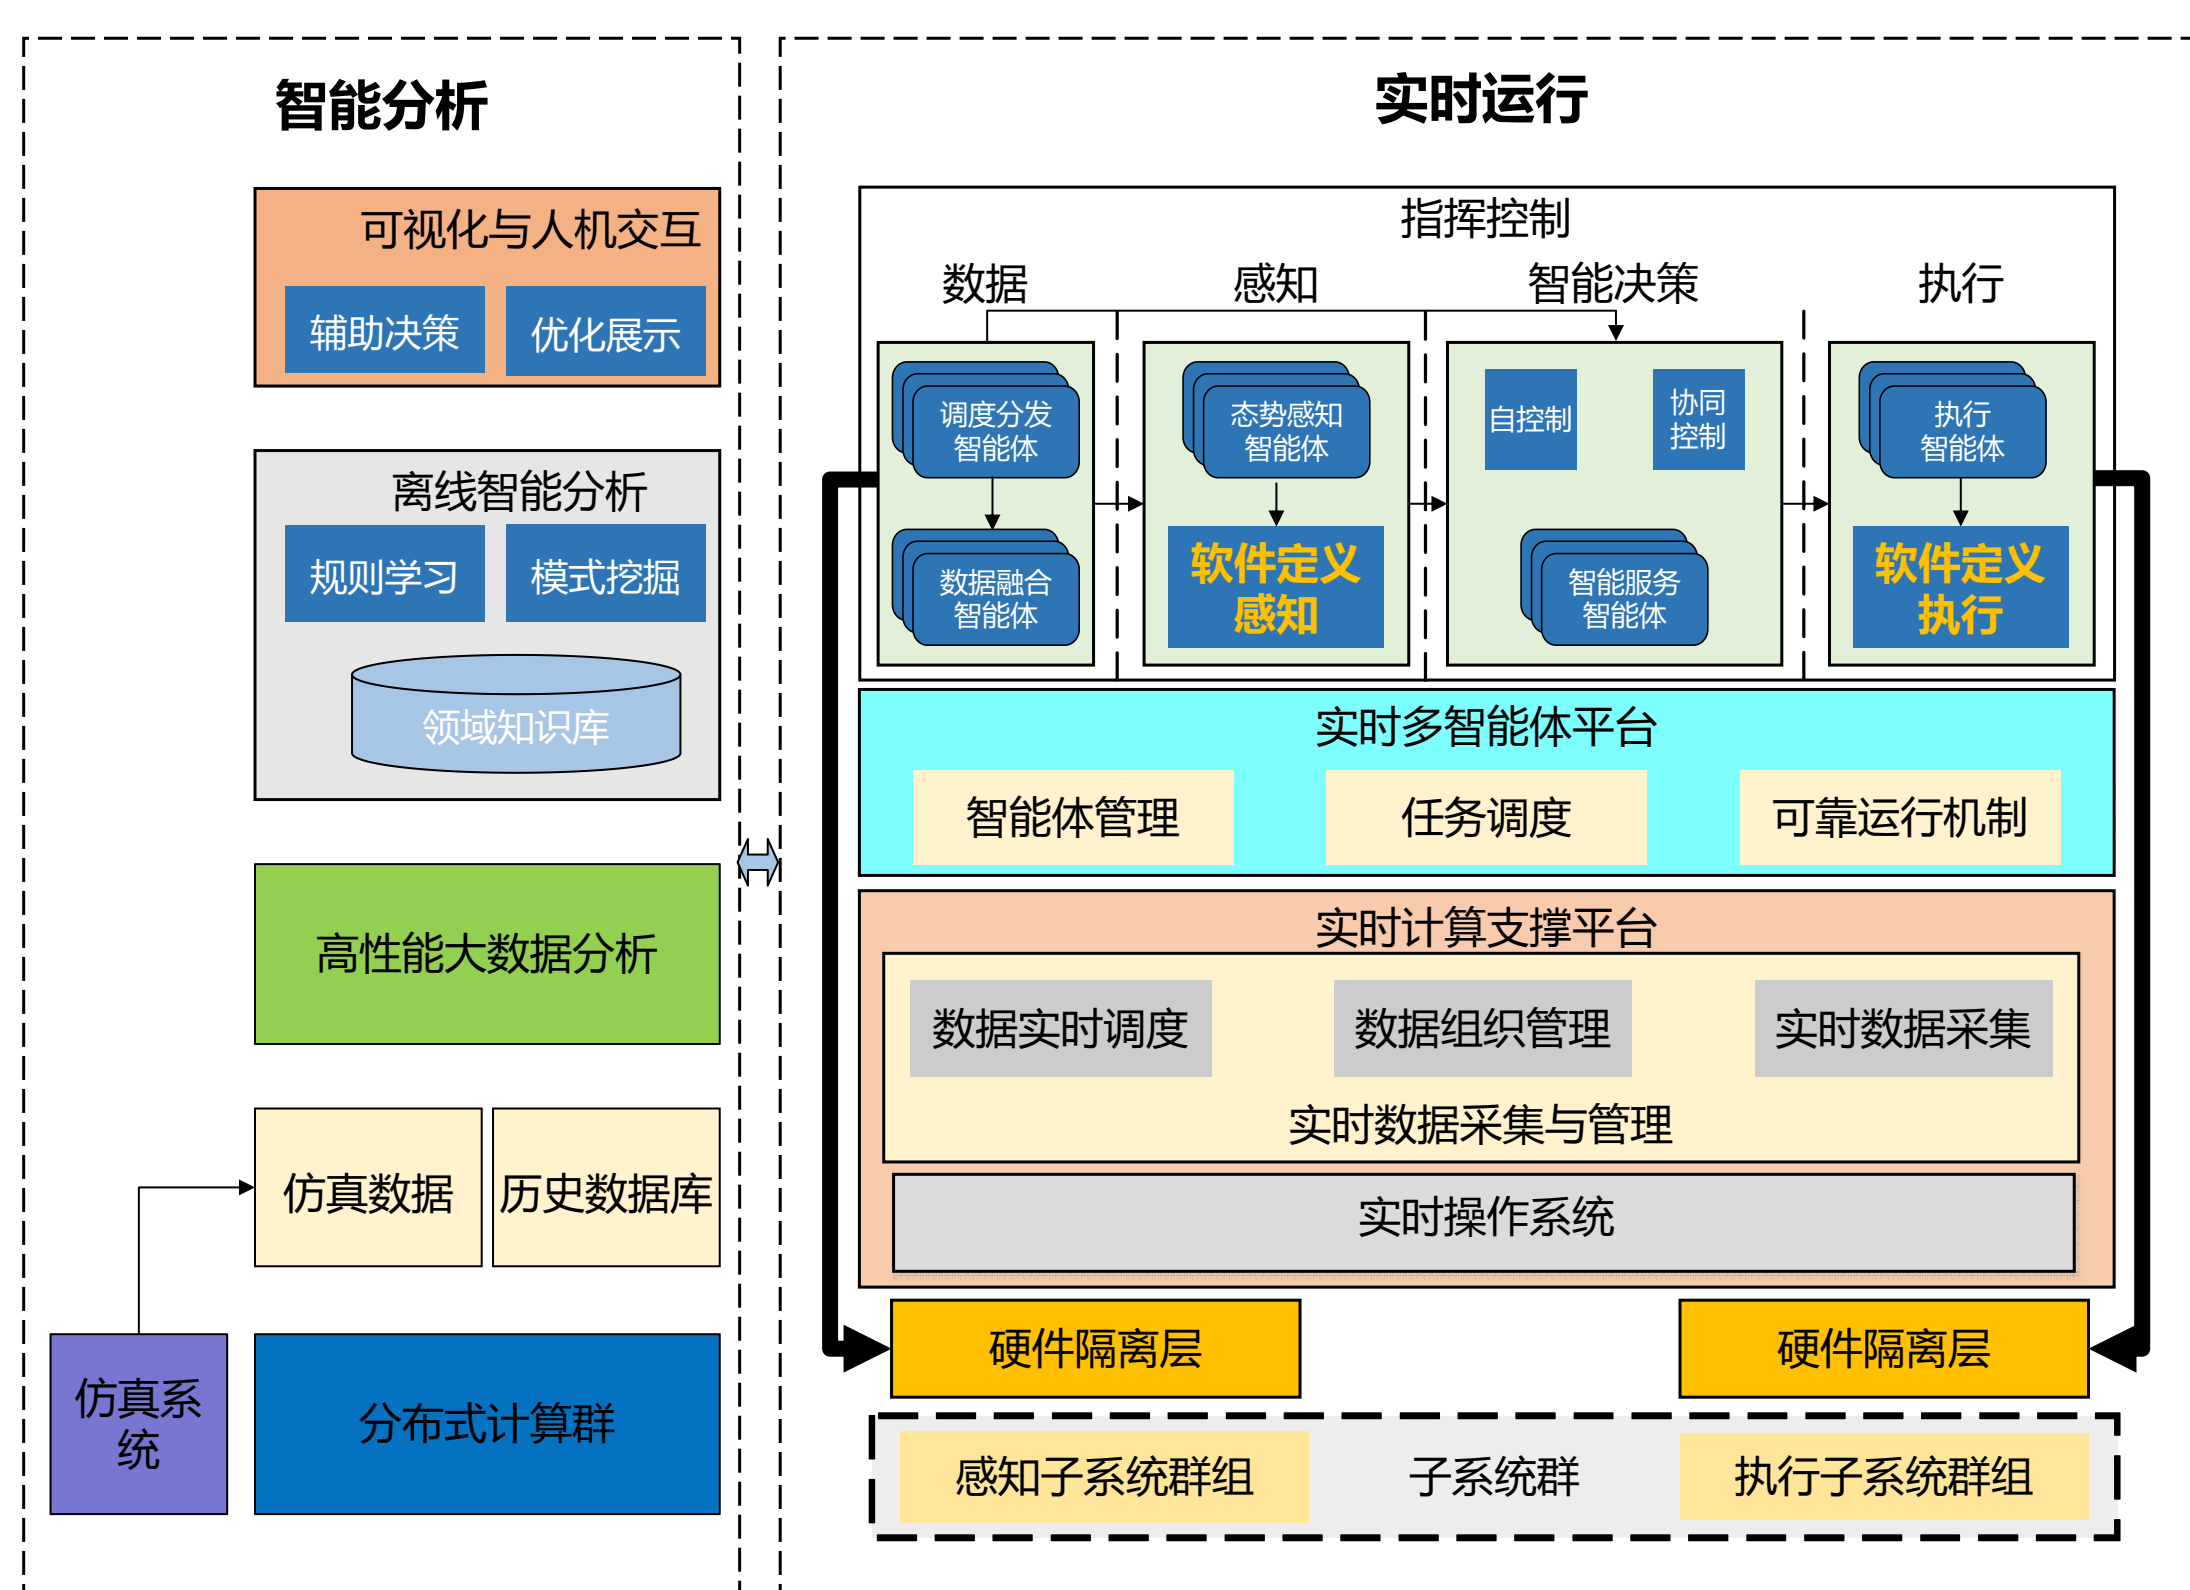 智能分析
可视化与人机交互
辅助决策
优化展示
离线智能分析
规则学习
模式挖掘
领域知识库
高性能大数据分析
仿真数据
历史数据库
仿真系
统
分布式计算群
实时运行
指挥控制
数据
感知
智能决策
执行
调度分发
智能体
数据融合
智能体
态势感知
智能体
软件定义
感知
自控制
协同
控制
智能服务
智能体
执行
智能体
软件定义
执行
实时多智能体平台
智能体管理
任务调度
可靠运行机制
实时计算支撑平台
数据实时调度
数据组织管理
实时数据采集
实时数据采集与管理
实时操作系统
硬件隔离层
硬件隔离层
感知子系统群组
子系统群
执行子系统群组